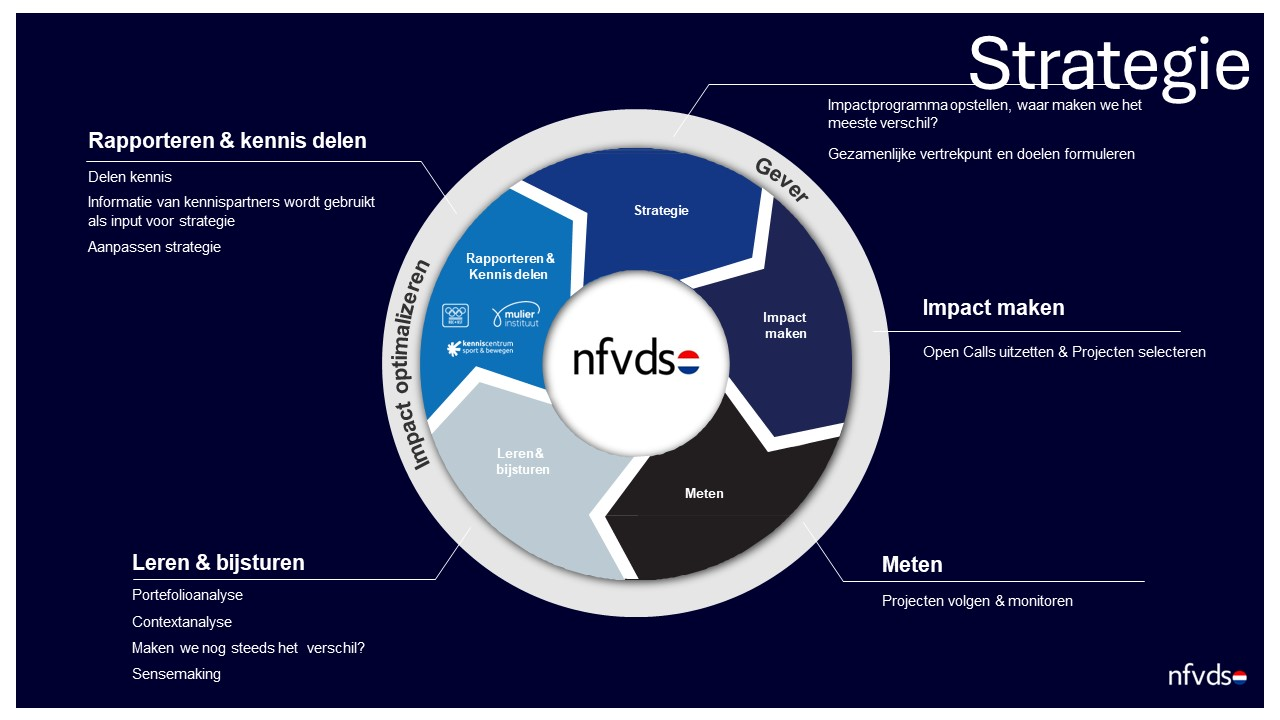 Strategie
Impactprogramma opstellen, waar maken we het
meeste verschil?
Gezamenlijke vertrekpunt en doelen formuleren
Rapporteren & kennis delen
Delen kennis
Informatie van kennispartners wordt gebruikt
als input voor strategie
Aanpassen strategie
Gever
Impact optimalizeren
Strategie
Rapporteren &
Kennis delen
mulier
instituut
kenniscentrum
sport & bewegen
Impact
maken
nfvds
Leren &
bijsturen
Meten
Impact maken
Open Calls uitzetten & Projecten selecteren
Leren & bijsturen
Portefolioanalyse
Contextanalyse
Maken we nog steeds het verschil?
Sensemaking
Meten
Projecten volgen & monitoren
nfvds